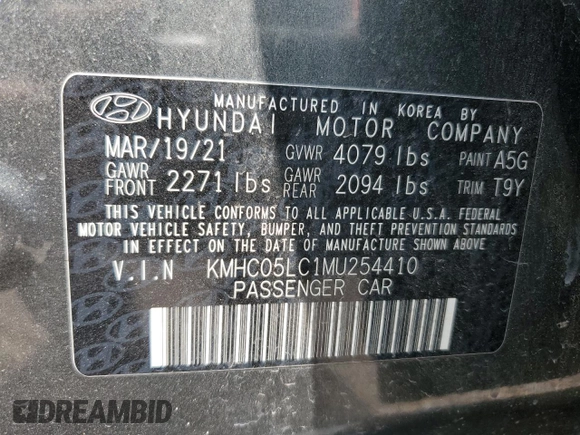 MANUFACTURED IN KOREA BY
HYUNDAI MOTOR COMPANY
MAR/19/21 GVWR 4079 lbs PAINT A5G
GAWR FRONT 2271 lbs GAWR REAR 2094 lbs TRIM T9Y
THIS VEHICLE CONFORMS TO ALL APPLICABLE U.S.A. FEDERAL
MOTOR VEHICLE SAFETY, BUMPER, AND THEFT PREVENTION STANDARDS
IN EFFECT ON THE DATE OF MANUFACTURE SHOWN ABOVE.
V.I.N KMHC05LC1MU254410
PASSENGER CAR
DREAMBID